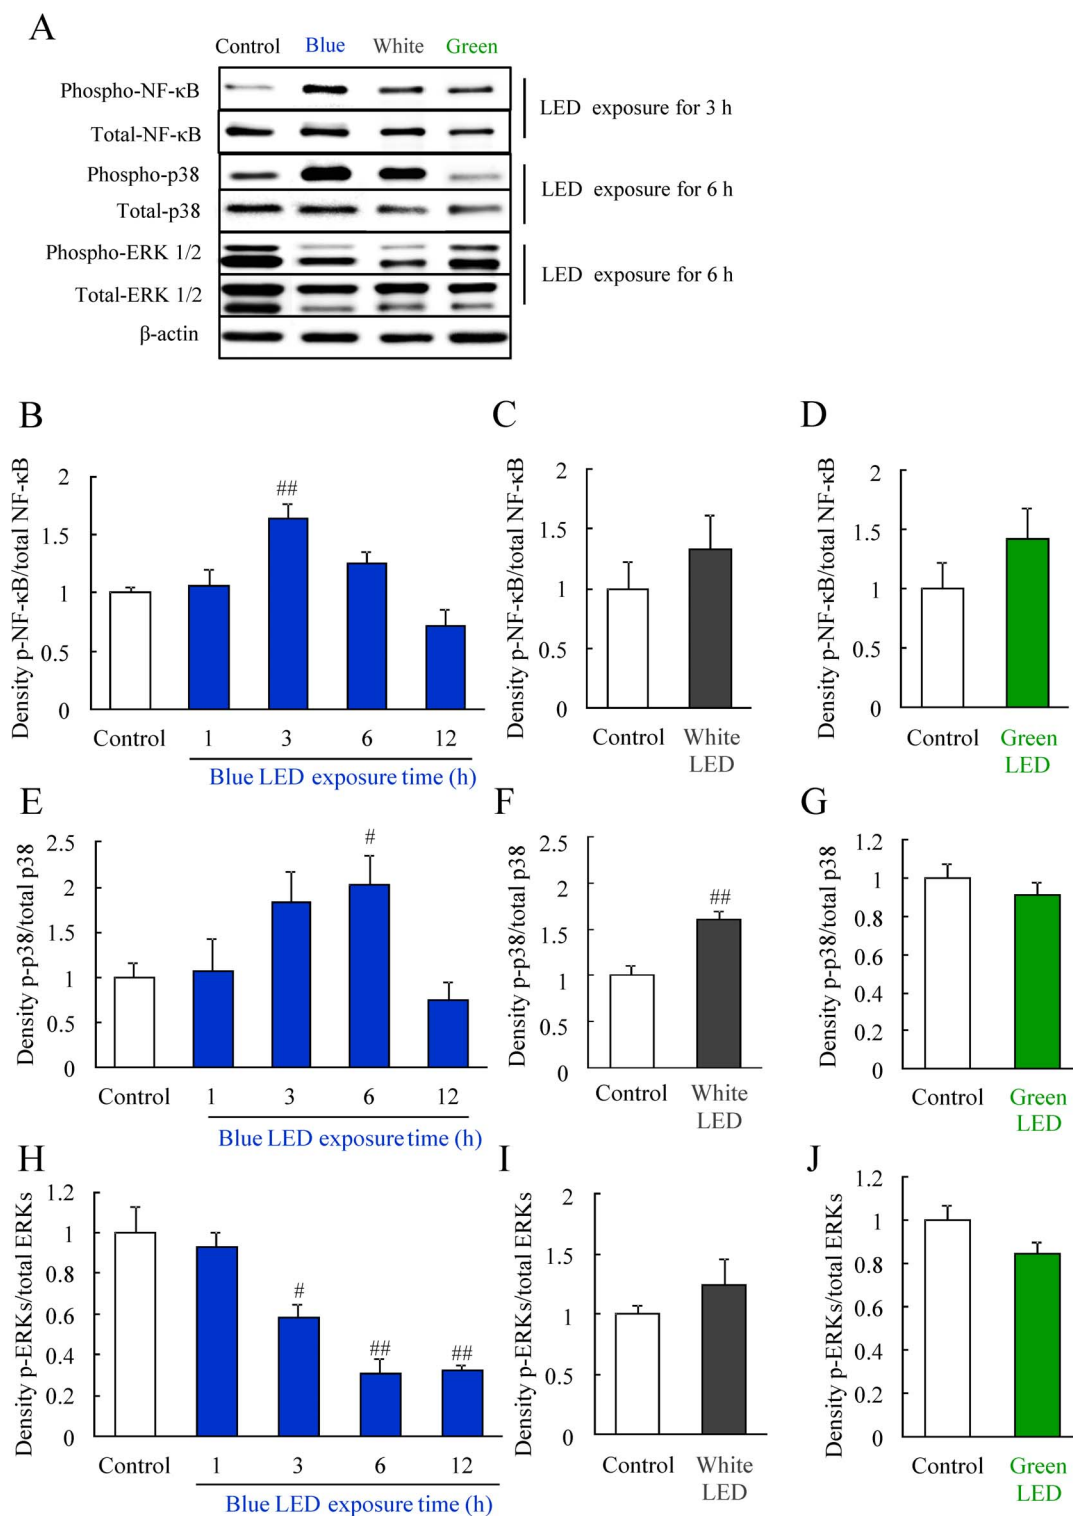 A
Control Blue White Green
Phospho-NF-κB
Total-NF-κB
LED exposure for 3 h
Phospho-p38
Total-p38
LED exposure for 6 h
Phospho-ERK 1/2
Total-ERK 1/2
LED exposure for 6 h
β-actin
B
Density p-NF-κB/total NF-κB
2
1.5
1
0.5
0
##
Control 1 3 6 12
Blue LED exposure time (h)
C
Density p-NF-κB/total NF-κB
2
1.5
1
0.5
0
Control White
LED
D
Density p-NF-κB/total NF-κB
2
1.5
1
0.5
0
Control Green
LED
E
Density p-p38/total p38
2.5
2
1.5
1
0.5
0
#
Control 1 3 6 12
Blue LED exposure time (h)
F
Density p-p38/total p38
2.5
2
1.5
1
0.5
0
##
Control White
LED
G
Density p-p38/total p38
1.2
1
0.8
0.6
0.4
0.2
0
Control Green
LED
H
Density p-ERKs/total ERKs
1.2
1
0.8
0.6
0.4
0.2
0
# ## ##
Control 1 3 6 12
Blue LED exposure time (h)
I
Density p-ERKs/total ERKs
2
1.5
1
0.5
0
Control White
LED
J
Density p-ERKs/total ERKs
1.2
1
0.8
0.6
0.4
0.2
0
Control Green
LED